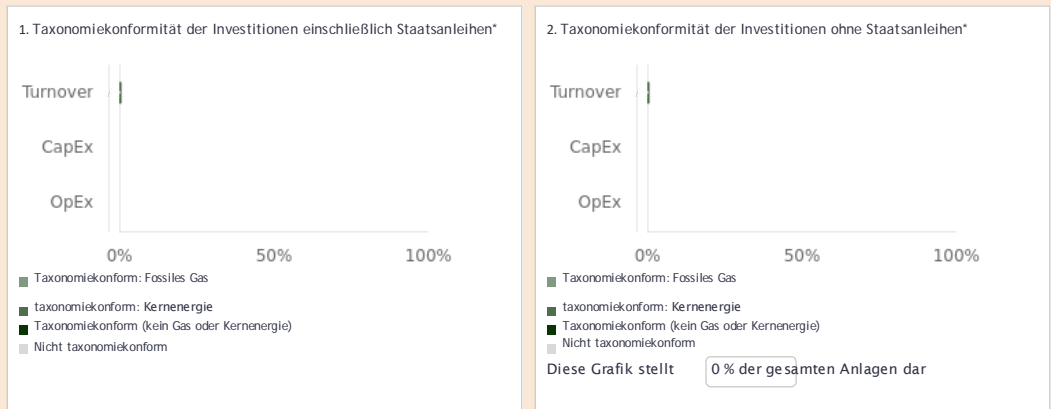 1. Taxonomiekonformität der Investitionen einschließlich Staatsanleihen*
Turnover
CapEx
OpEx
0% 50% 100%
Taxonomiekonform: Fossiles Gas
taxonomiekonform: Kernenergie
Taxonomiekonform (kein Gas oder Kernenergie)
Nicht taxonomiekonform
2. Taxonomiekonformität der Investitionen ohne Staatsanleihen*
Turnover
CapEx
OpEx
0% 50% 100%
Taxonomiekonform: Fossiles Gas
taxonomiekonform: Kernenergie
Taxonomiekonform (kein Gas oder Kernenergie)
Nicht taxonomiekonform
Diese Grafik stellt 0 % der gesamten Anlagen dar